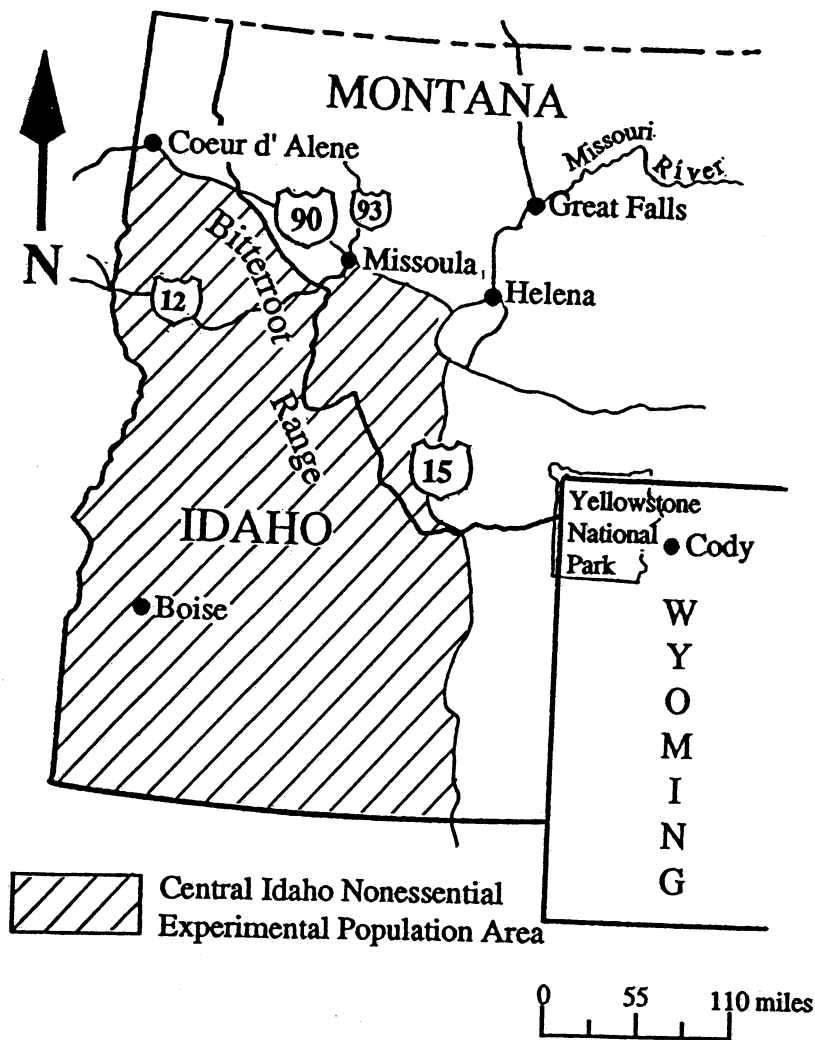 MONTANA
Coeur d' Alene
Missouri
River
90
93
Great Falls
Bitterroot
Range
N
Missoula
12
Helena
15
IDAHO
Yellowstone
National
Park
Cody
Boise
WYOMING
Central Idaho Nonessential
Experimental Population Area
0 55 110 miles